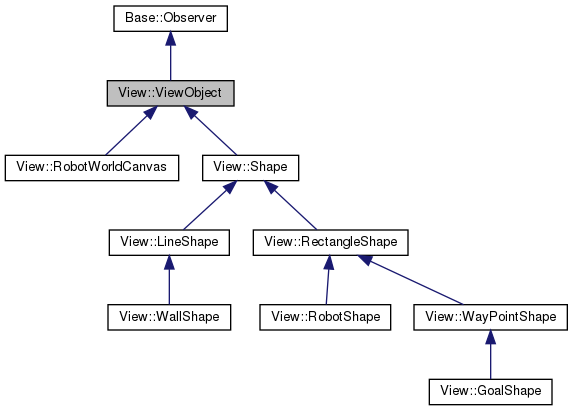 Base::Observer
View::ViewObject
View::RobotWorldCanvas
View::Shape
View::LineShape
View::RectangleShape
View::WallShape
View::RobotShape
View::WayPointShape
View::GoalShape